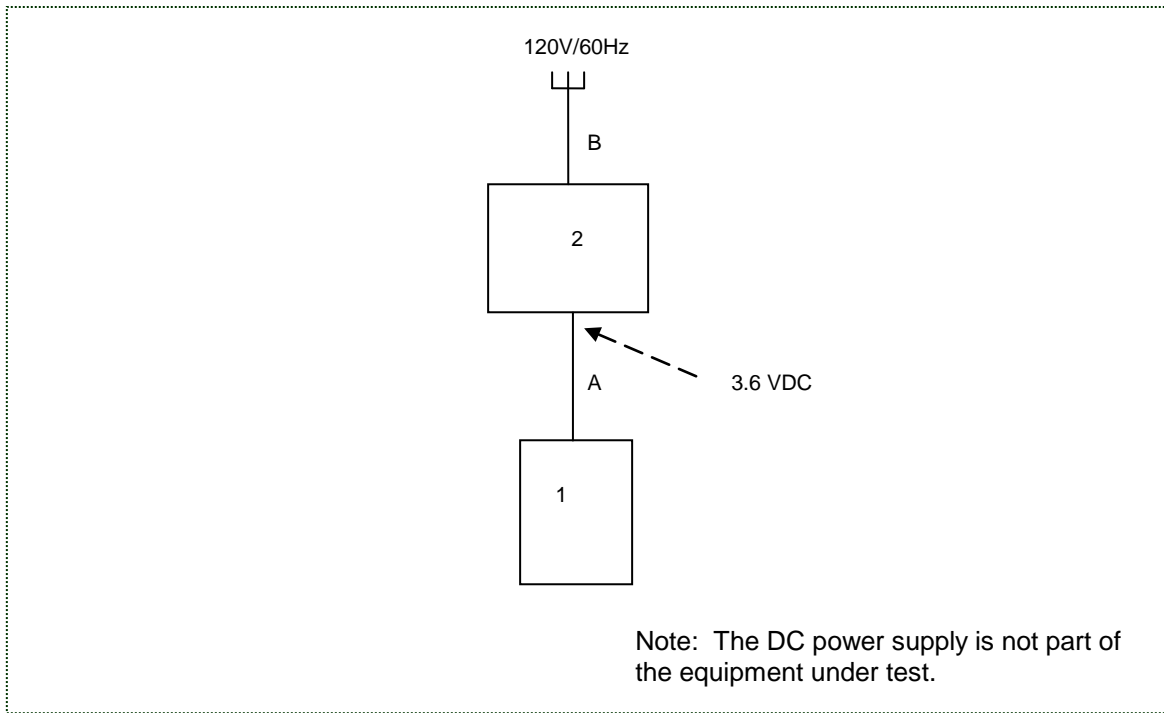 120V/60Hz
B
2
A
3.6 VDC
1
Note: The DC power supply is not part of
the equipment under test.